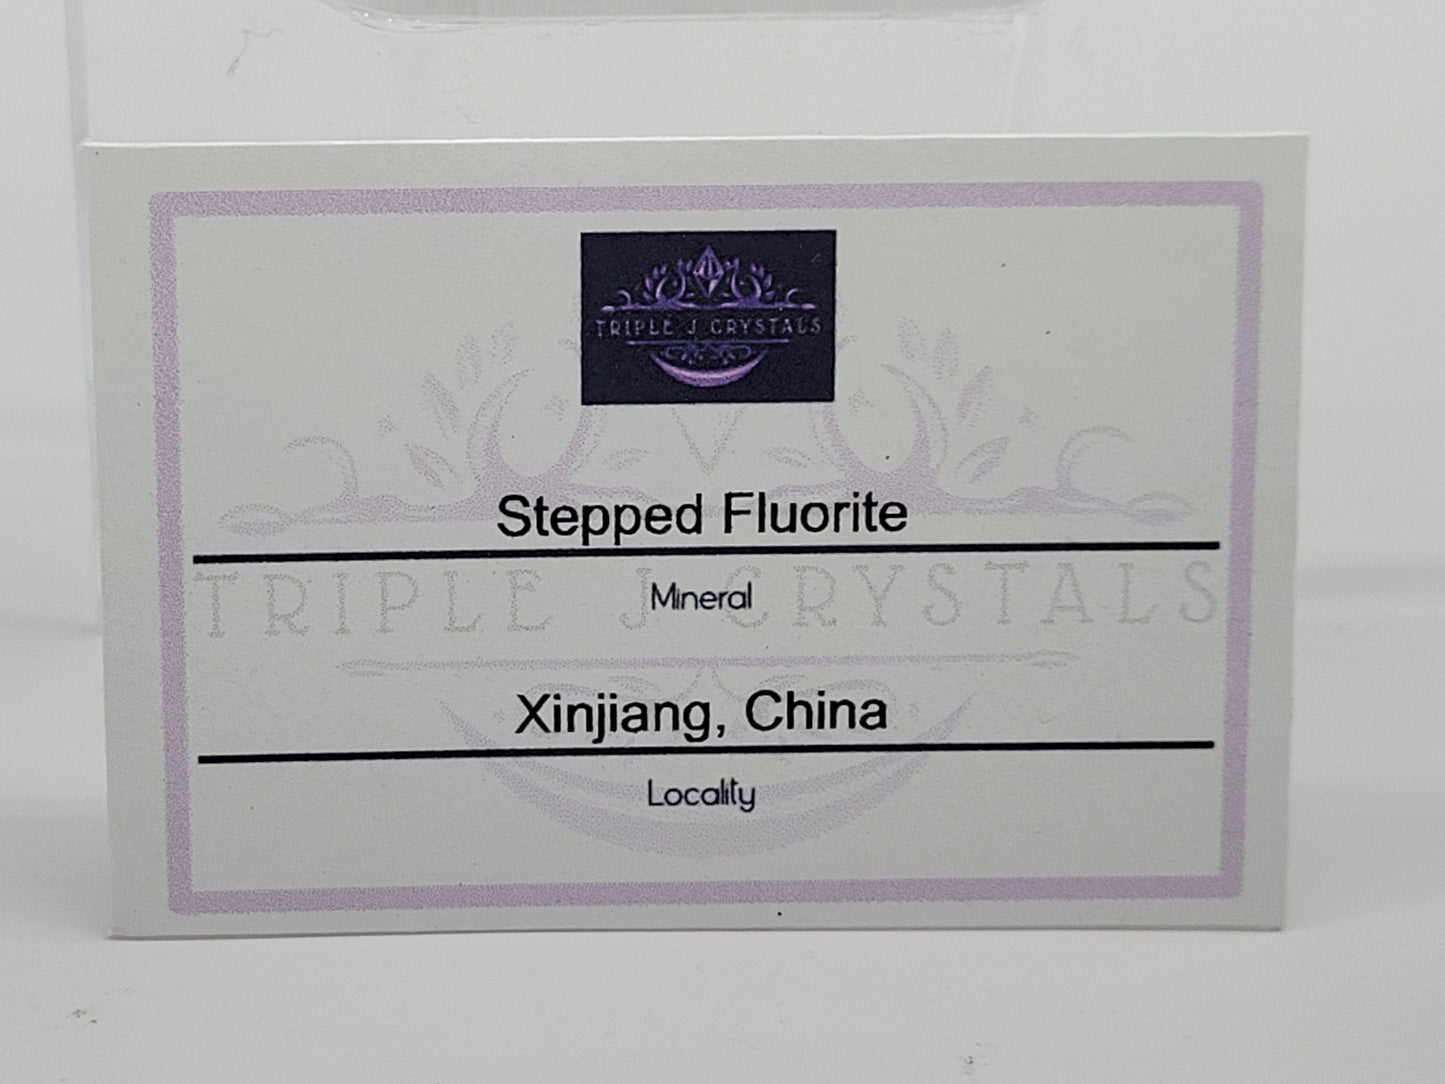 TRIPLE J CRYSTALS
Stepped Fluorite
Mineral
TRIPLE J CRYSTALS
Xinjiang, China
Locality